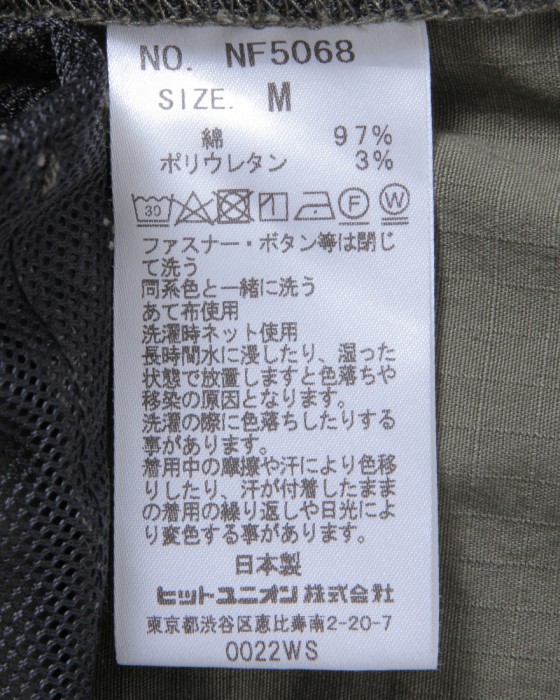 NO. NF5068
SIZE. M
綿 97%
ポリウレタン 3%
30 F W
ファスナー・ボタン等は閉じ
て洗う
同系色と一緒に洗う
あて布使用
洗濯時ネット使用
長時間水に浸したり、湿った
状態で放置しますと色落ちや
移染の原因となります。
洗濯の際に色落ちしたりする
事があります。
着用中の摩擦や汗により色移
りしたり、汗が付着したまま
の着用の繰り返しや日光によ
り変色する事があります。
日本製
ヒットユニオン株式会社
東京都渋谷区恵比寿南2-20-7
0022WS